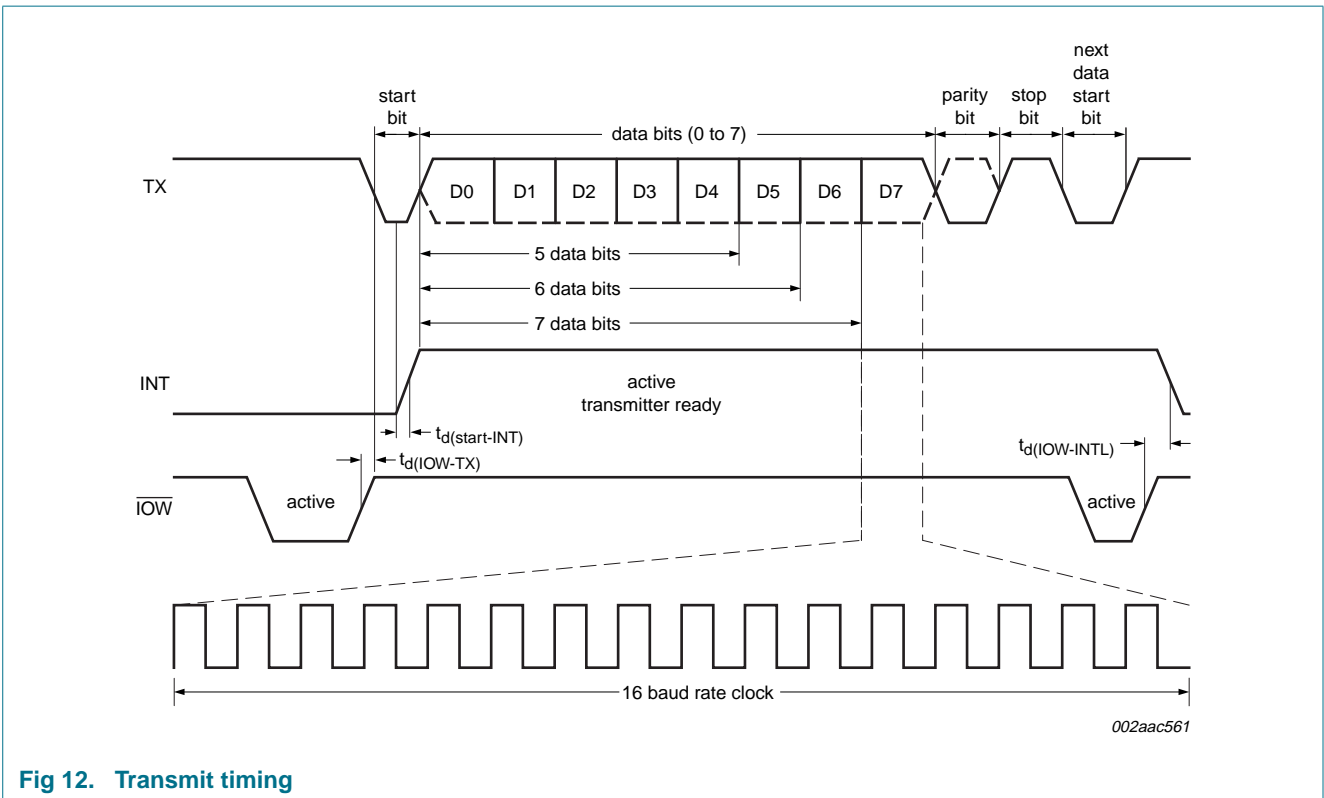 next
data
start
bit
start
bit
parity
bit
stop
bit
data bits (0 to 7)
TX
D0 D1 D2 D3 D4 D5 D6 D7
5 data bits
6 data bits
7 data bits
INT
active
transmitter ready
td(start-INT)
td(IOW-TX)
td(IOW-INTL)
IOW
active
active
16 baud rate clock
002aac561
Fig 12. Transmit timing